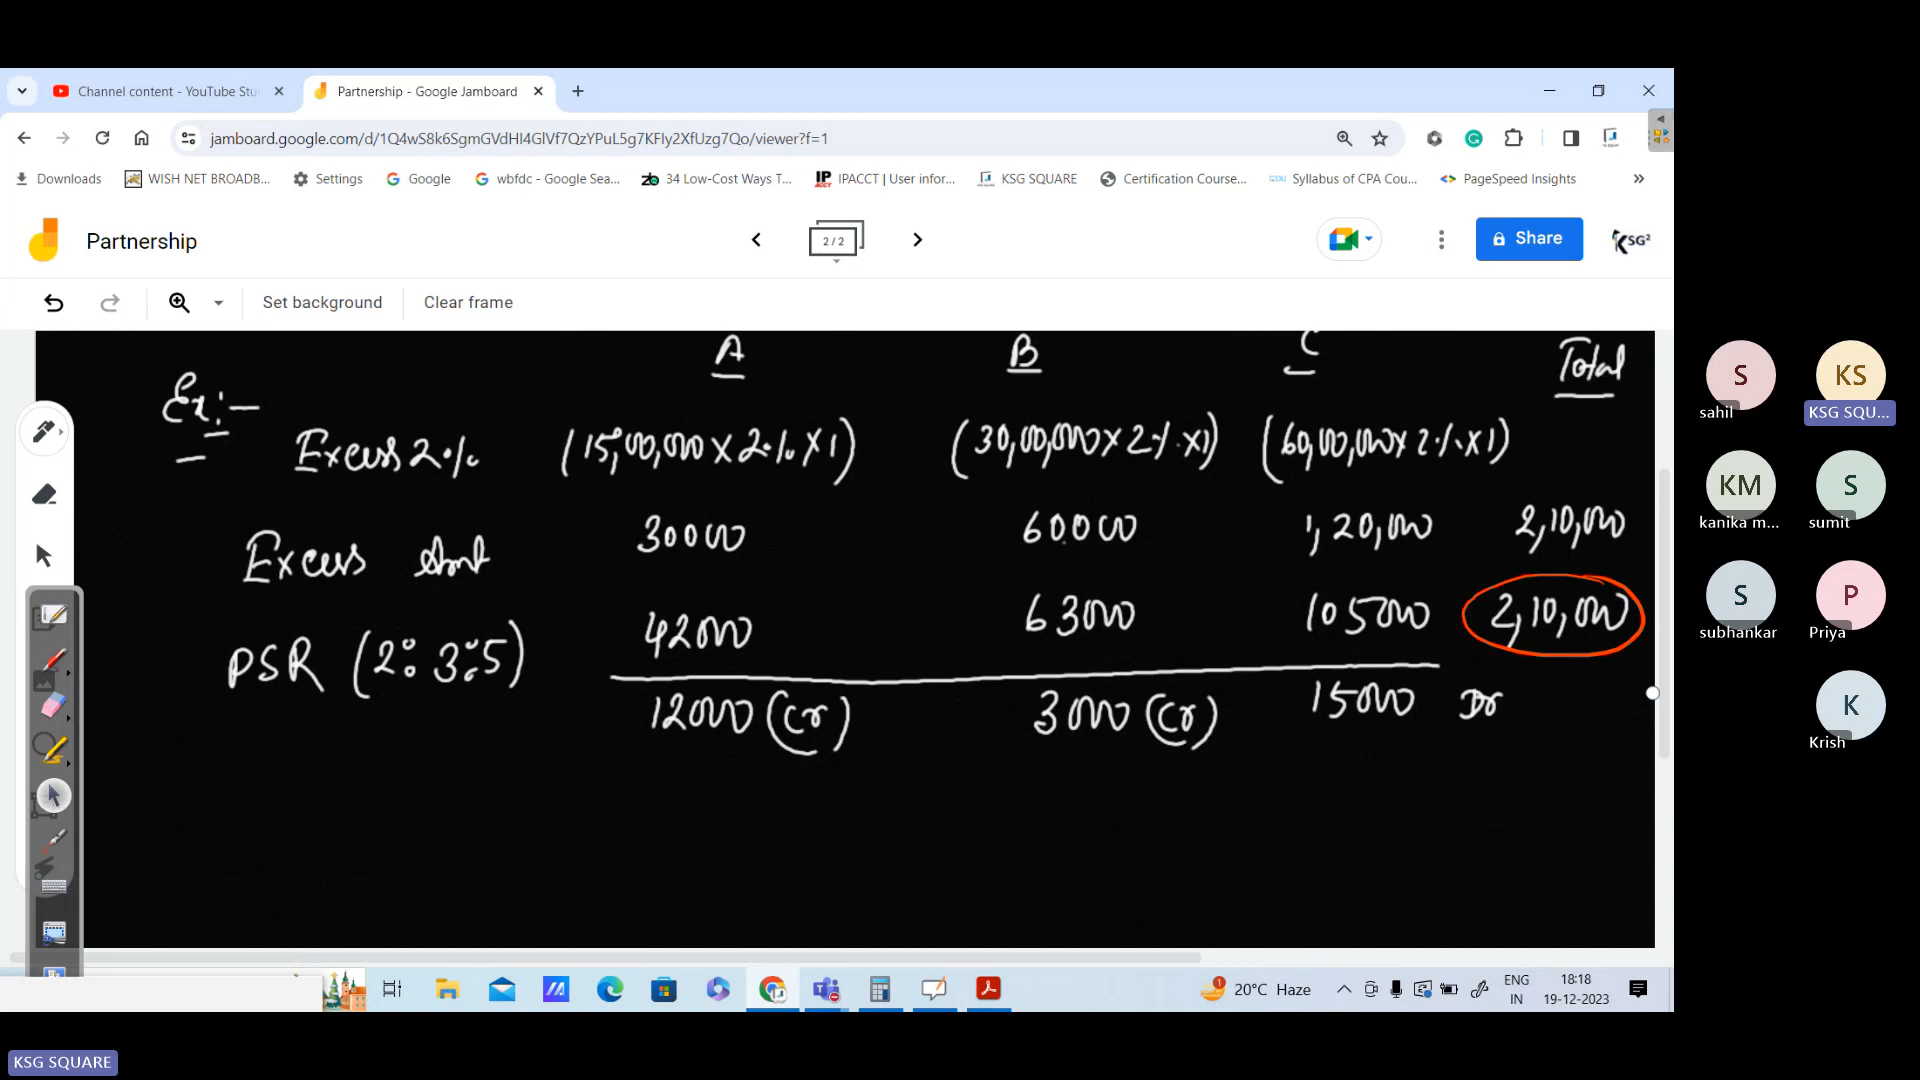 Channel content - YouTube Stu
Partnership - Google Jamboard
jamboard.google.com/d/1Q4wS8k6SgmGVdHI4GlVf7QzYPuL5g7KFIy2XfUzg7Qo/viewer?f=1
Downloads WISH NET BROADB... Settings Google wbfdc - Google Sea... 34 Low-Cost Ways T... IPACCT | User infor... KSG SQUARE Certification Course... Syllabus of CPA Cou... PageSpeed Insights
Partnership 2 / 2 Share KSG²
Set background Clear frame
A B C Total
Ex:-
Excess 2% (15,00,000 × 2% × 1) (30,00,000 × 2% × 1) (60,00,000 × 2% × 1)
Excess Amt 30000 60000 1,20,000 2,10,000
PSR (2:3:5) 42000 63000 105000 2,10,000
12000 (Cr) 3000 (Cr) 15000 Dr
S KS
sahil KSG SQU...
KM S
kanika m... sumit
S P
subhankar Priya
K
Krish
1 20°C Haze ENG IN 18:18 19-12-2023
KSG SQUARE